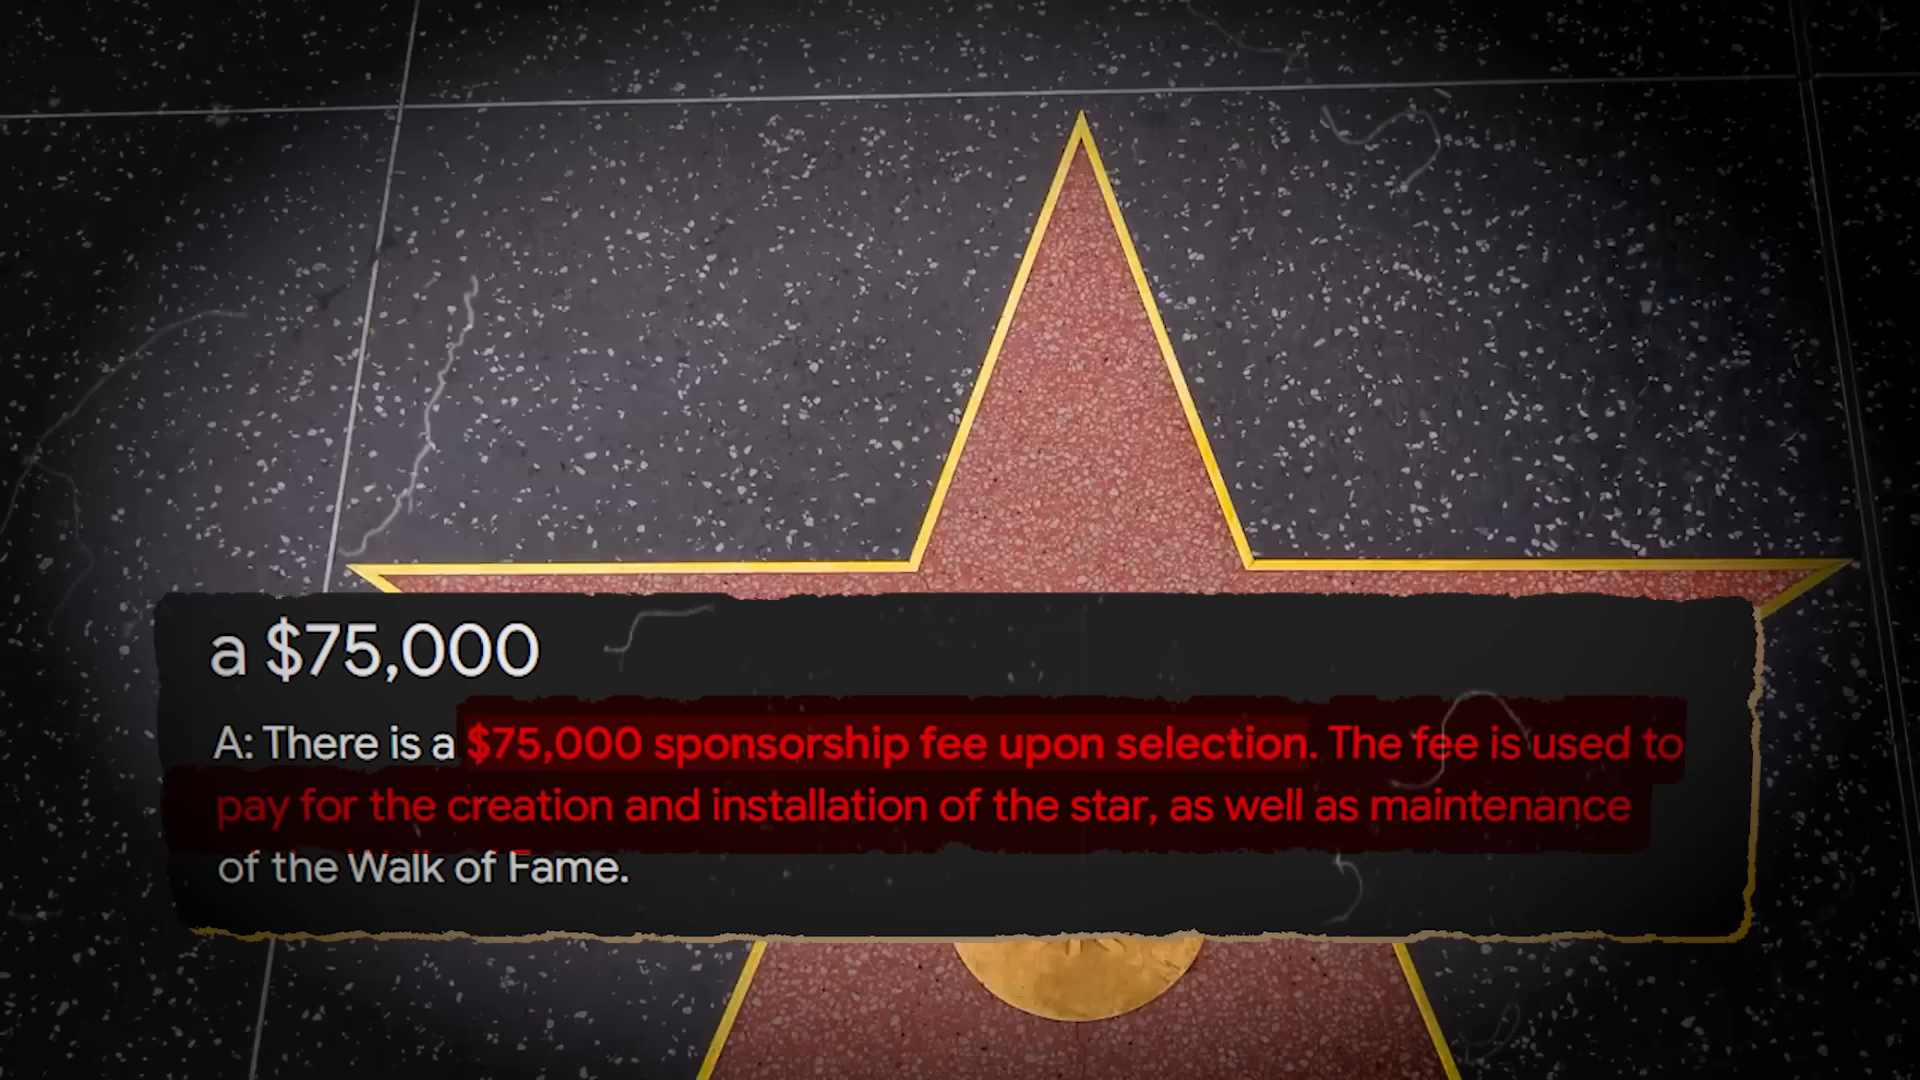 a $75,000
A: There is a $75,000 sponsorship fee upon selection. The fee is used to
pay for the creation and installation of the star, as well as maintenance
of the Walk of Fame.